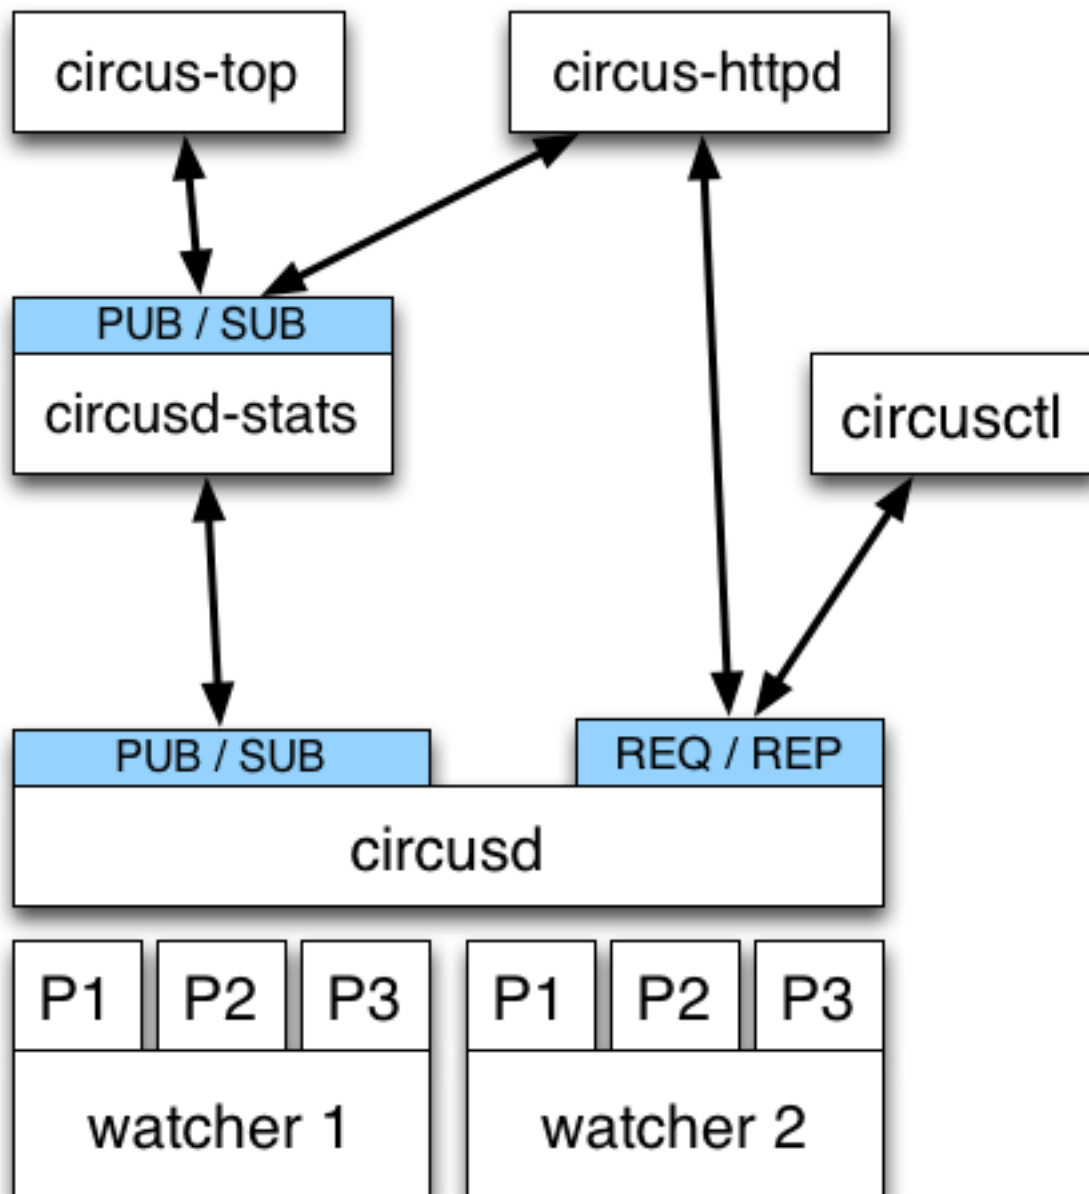 circus-top
circus-httpd
PUB / SUB
circusd-stats
circusctl
PUB / SUB
REQ / REP
circusd
P1 P2 P3 P1 P2 P3
watcher 1 watcher 2